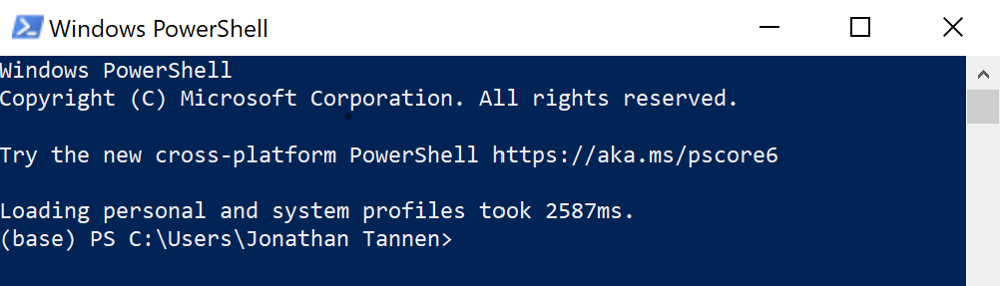 Windows PowerShell
Windows PowerShell
Copyright (C) Microsoft Corporation. All rights reserved.
Try the new cross-platform PowerShell https://aka.ms/pscore6
Loading personal and system profiles took 2587ms.
(base) PS C:\Users\Jonathan Tannen>